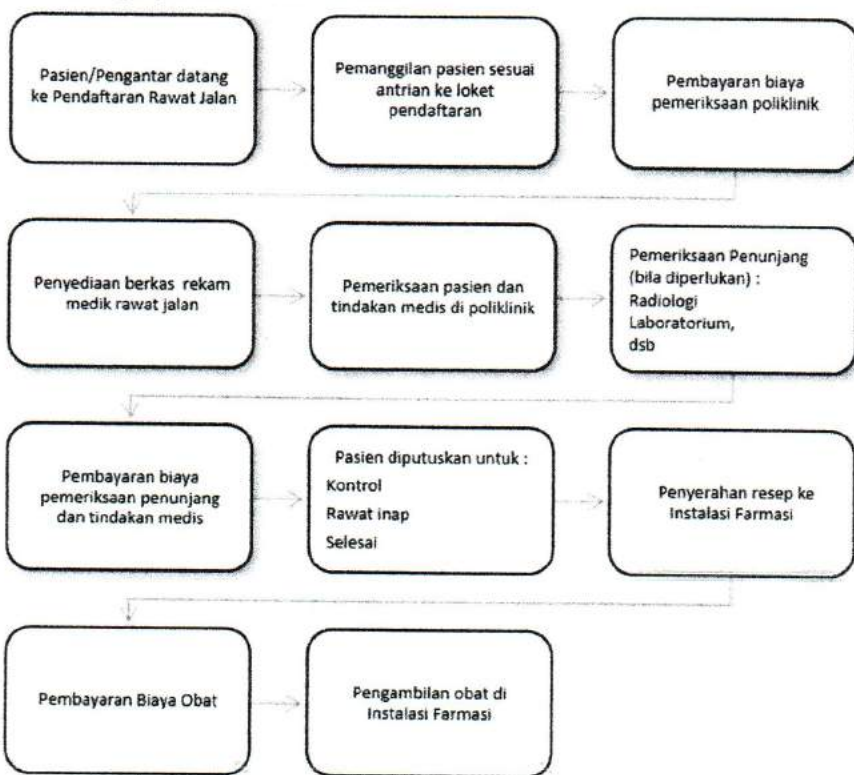 Pasien/Pengantar datang
ke Pendaftaran Rawat Jalan
Pemanggilan pasien sesuai
antrian ke loket
pendaftaran
Pembayaran biaya
pemeriksaan poliklinik
Penyediaan berkas rekam
medik rawat jalan
Pemeriksaan pasien dan
tindakan medis di poliklinik
Pemeriksaan Penunjang
(bila diperlukan) :
Radiologi
Laboratorium,
dsb
Pembayaran biaya
pemeriksaan penunjang
dan tindakan medis
Pasien diputuskan untuk :
Kontrol
Rawat inap
Selesai
Penyerahan resep ke
Instalasi Farmasi
Pembayaran Biaya Obat
Pengambilan obat di
Instalasi Farmasi